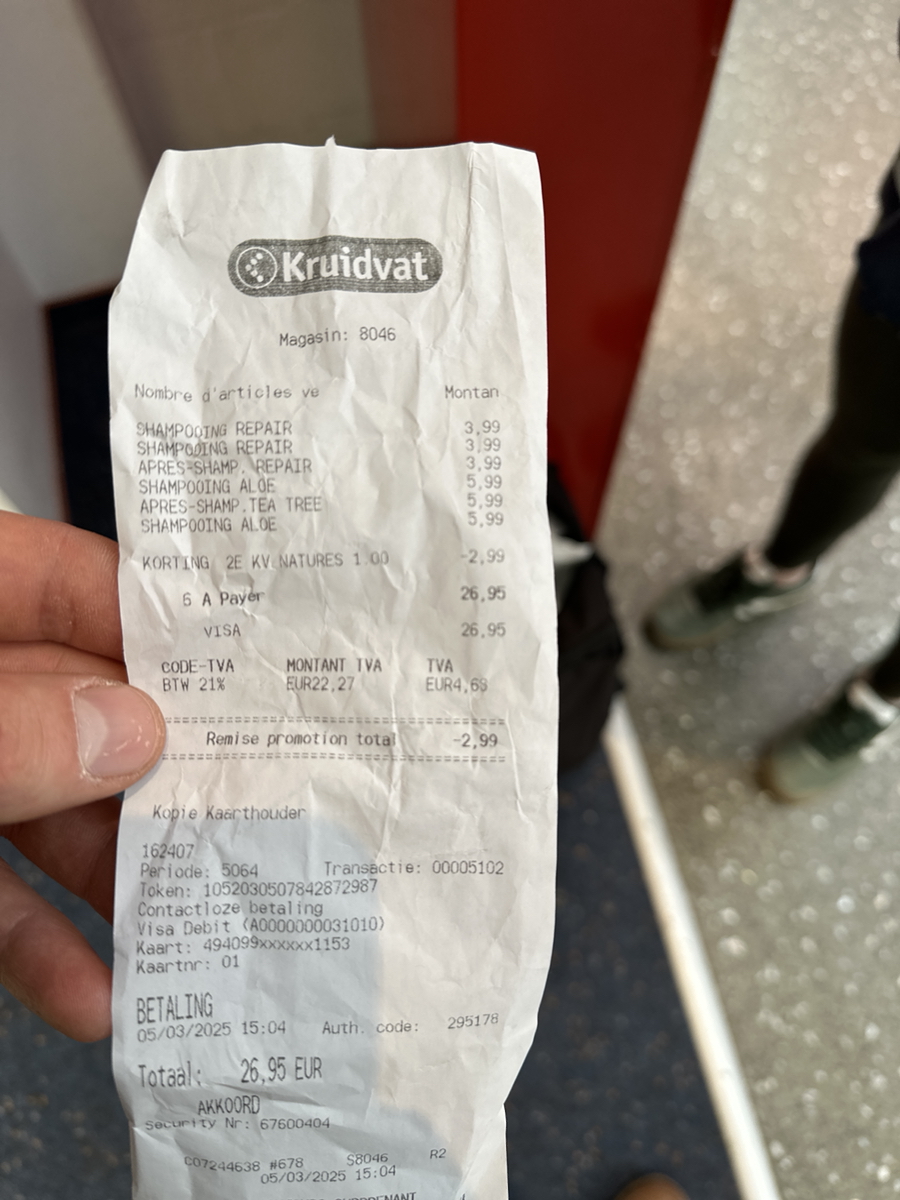 Kruidvat
Magasin: 8046
Nombre d'articles ve Montan
SHAMPOOING REPAIR 3,99
SHAMPOOING REPAIR 3,99
APRES-SHAMP. REPAIR 3,99
SHAMPOOING ALOE 5,99
APRES-SHAMP.TEA TREE 5,99
SHAMPOOING ALOE 5,99
KORTING 2E KV.NATURES 1.00 -2,99
6 A Payer 26,95
VISA 26,95
CODE-TVA MONTANT TVA TVA
BTW 21% EUR22,27 EUR4,68
Remise promotion total -2,99
Kopie Kaarthouder
162407
Periode: 5064 Transactie: 00005102
Token: 1052030507842872987
Contactloze betaling
Visa Debit (A0000000031010)
Kaart: 494099xxxxxx1153
Kaartnr: 01
BETALING
05/03/2025 15:04 Auth. code: 295178
Totaal: 26,95 EUR
AKKOORD
Security Nr: 67600404
C07244638 #678 S8046 R2
05/03/2025 15:04